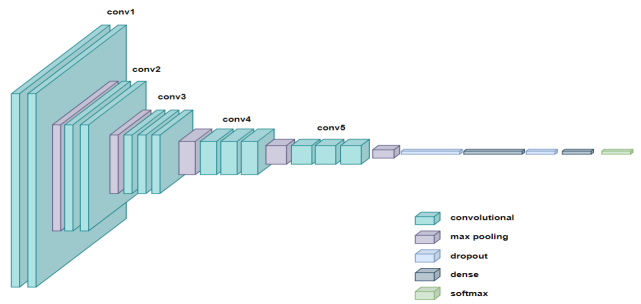 conv1
conv2
conv3
conv4
conv5
convolutional
max pooling
dropout
dense
softmax